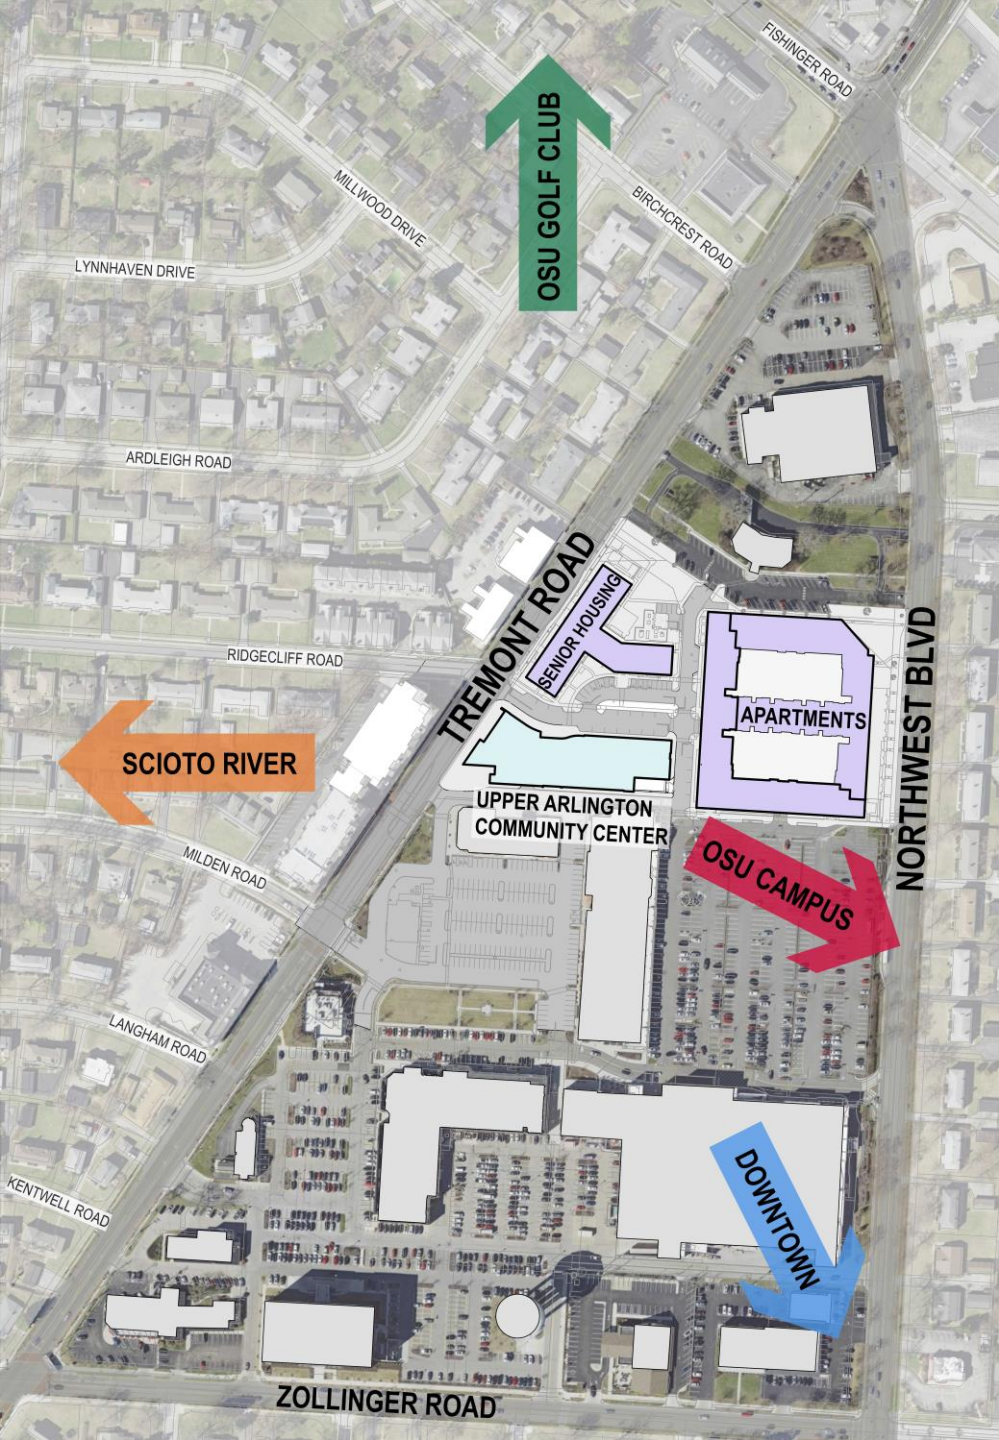 FISHINGER ROAD
OSU GOLF CLUB
MILLWOOD DRIVE
BIRCHCREST ROAD
LYNNHAVEN DRIVE
ARDLEIGH ROAD
TREMONT ROAD
SENIOR HOUSING
RIDGECLIFF ROAD
NORTHWEST BLVD
APARTMENTS
SCIOTO RIVER
UPPER ARLINGTON
COMMUNITY CENTER
MILDEN ROAD
OSU CAMPUS
LANGHAM ROAD
KENTWELL ROAD
DOWNTOWN
ZOLLINGER ROAD